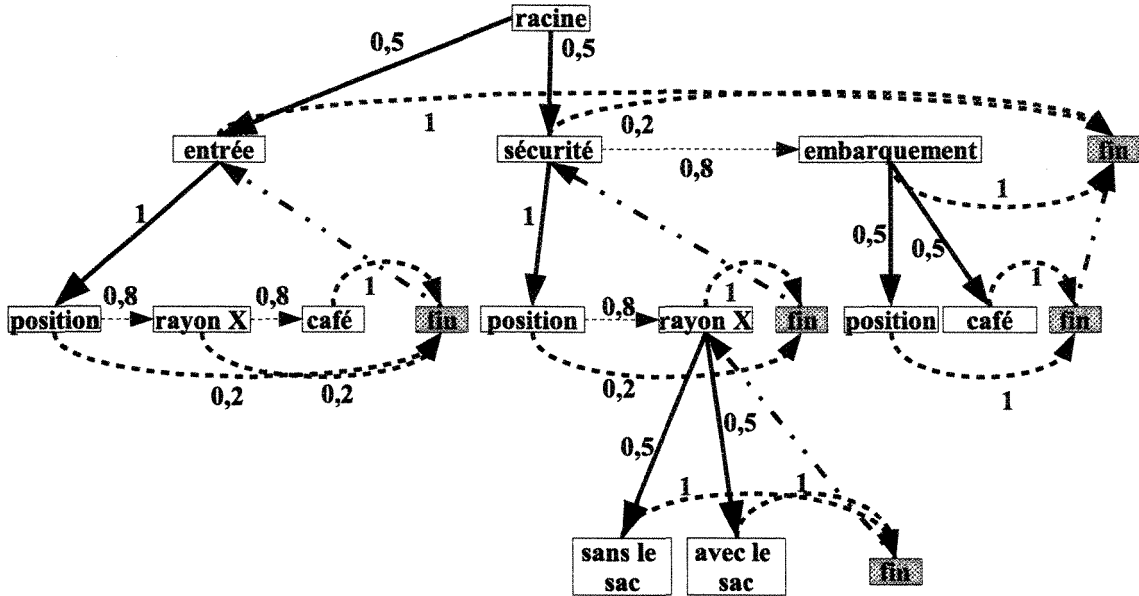 racine
0,5
0,5
1
0,2
entrée
sécurité
0,8
embarquement
fin
1
1
1
0,5
0,5
position
0,8
rayon X
0,8
café
1
fin
position
0,8
rayon X
1
fin
position
café
1
fin
0,2
0,2
0,2
1
0,5
0,5
1
1
sans le
sac
avec le
sac
fin